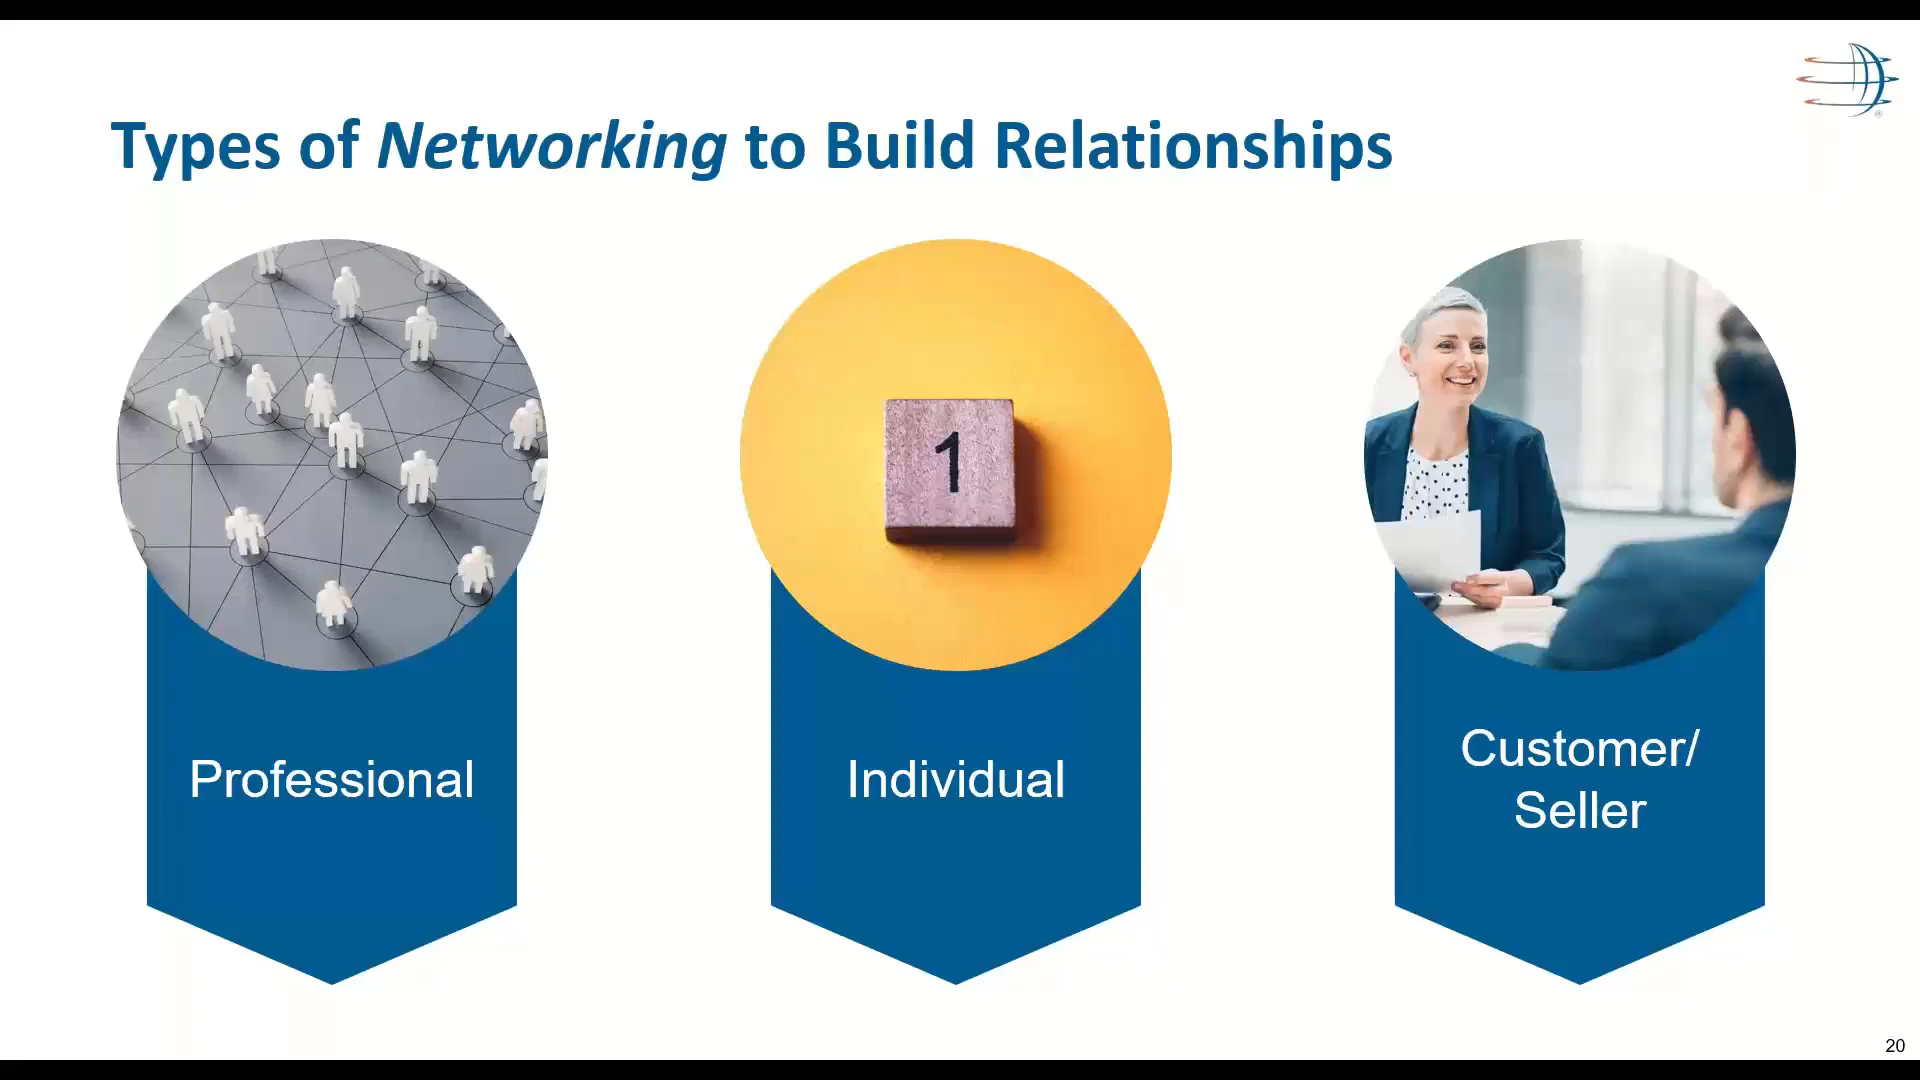 Types of Networking to Build Relationships
1
Professional
Individual
Customer/
Seller
20